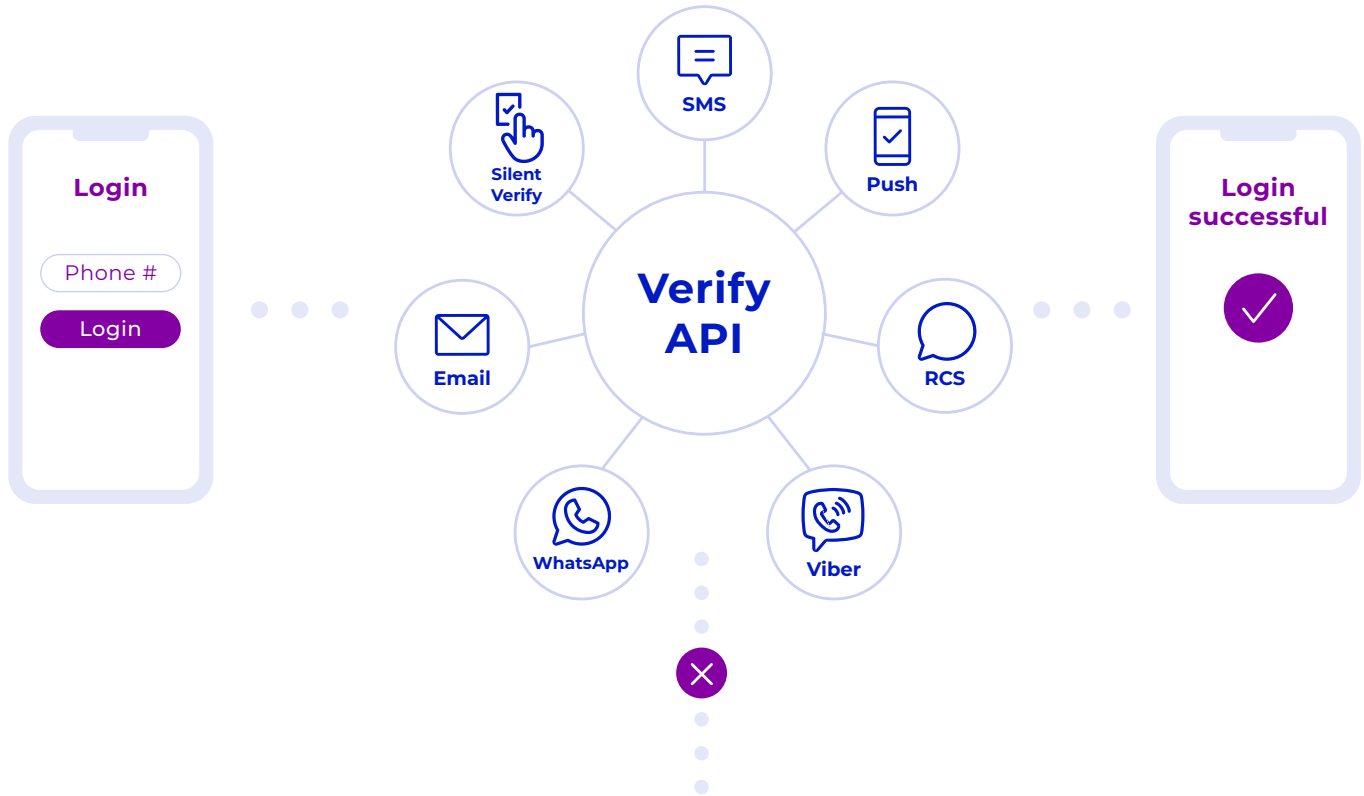 Login
Phone #
Login
Silent
Verify
SMS
Push
Email
Verify
API
RCS
WhatsApp
Viber
Login
successful